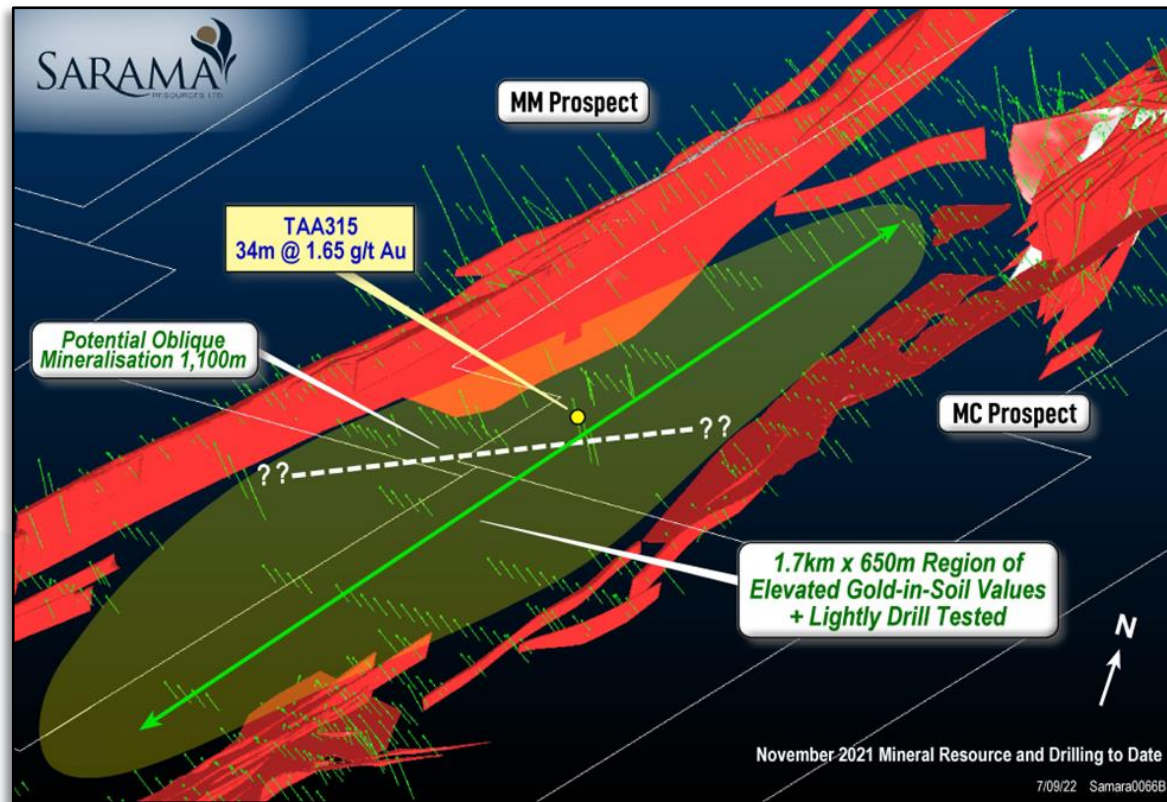 SARAMA
RESOURCES LTD
MM Prospect
TAA315
34m @ 1.65 g/t Au
Potential Oblique
Mineralisation 1,100m
MC Prospect
? ?
? ?
1.7km x 650m Region of
Elevated Gold-in-Soil Values
+ Lightly Drill Tested
N
November 2021 Mineral Resource and Drilling to Date
7/09/22 Samara0066B